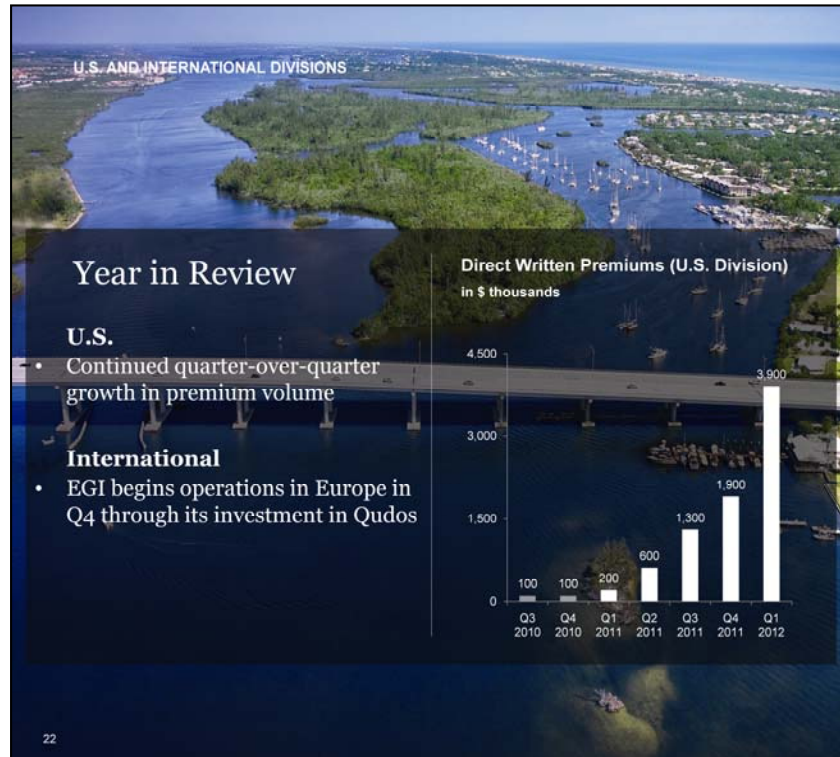 U.S. AND INTERNATIONAL DIVISIONS
Year in Review
U.S.
• Continued quarter-over-quarter
growth in premium volume
International
• EGI begins operations in Europe in
Q4 through its investment in Qudos
Direct Written Premiums (U.S. Division)
in $ thousands
4,500
3,000
1,500
0
100
100
200
600
1,300
1,900
3,900
Q3
2010
Q4
2010
Q1
2011
Q2
2011
Q3
2011
Q4
2011
Q1
2012
22